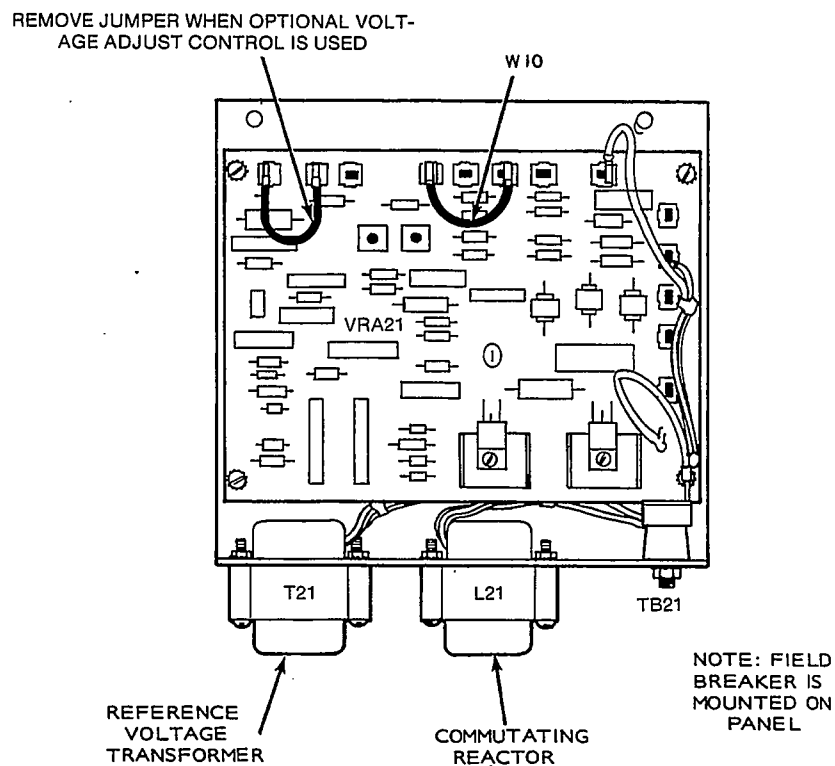 REMOVE JUMPER WHEN OPTIONAL VOLT-
AGE ADJUST CONTROL IS USED
W10
VRA21
T21
L21
TB21
NOTE: FIELD
BREAKER IS
MOUNTED ON
PANEL
REFERENCE
VOLTAGE
TRANSFORMER
COMMUTATING
REACTOR